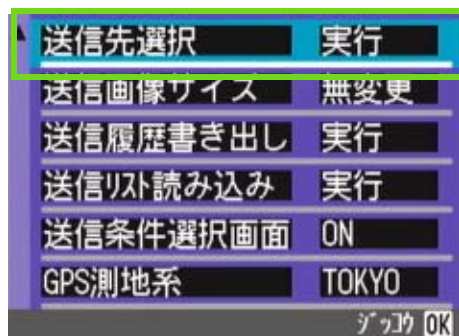 送信先選択 実行
送信画像サイズ 無変更
送信履歴書き出し 実行
送信リスト読み込み 実行
送信条件選択画面 ON
GPS測地系 TOKYO
ジッコウ OK